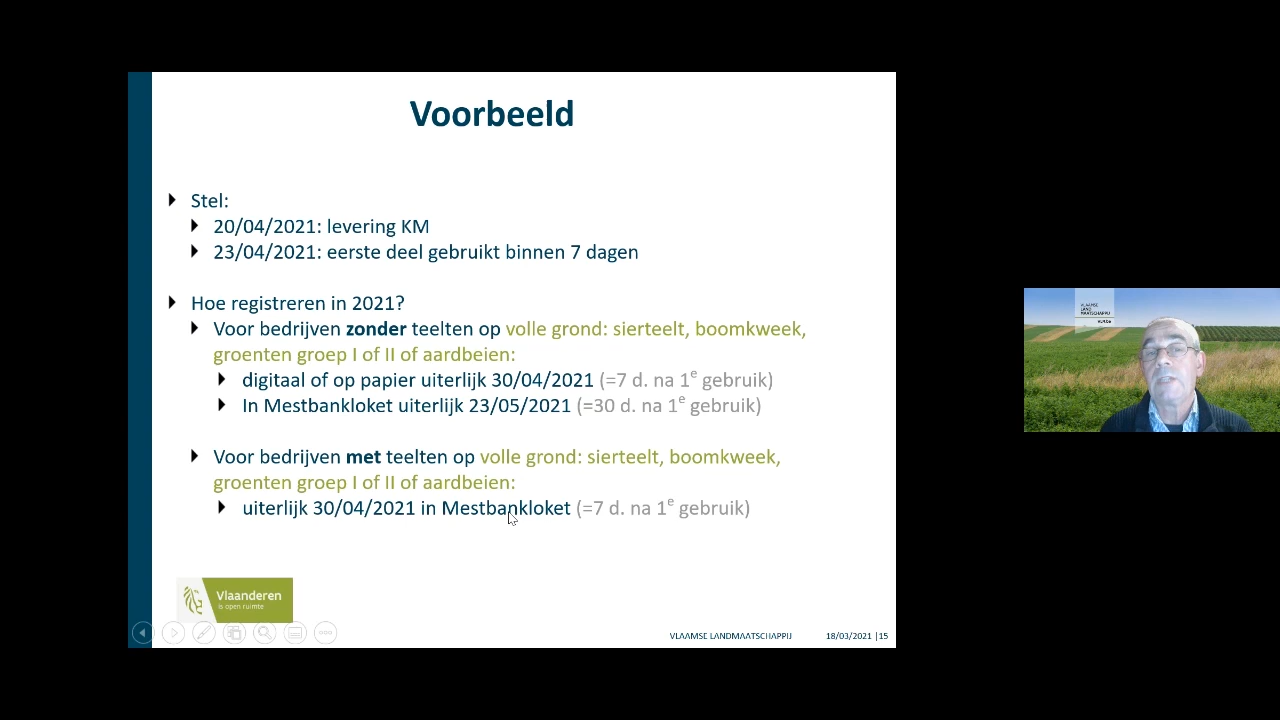 Voorbeeld
Stel:
20/04/2021: levering KM
23/04/2021: eerste deel gebruikt binnen 7 dagen
Hoe registreren in 2021?
Voor bedrijven zonder teelten op volle grond: sierteelt, boomkweek,
groenten groep I of II of aardbeien:
digitaal of op papier uiterlijk 30/04/2021 (=7 d. na 1e gebruik)
In Mestbankloket uiterlijk 23/05/2021 (=30 d. na 1e gebruik)
Voor bedrijven met teelten op volle grond: sierteelt, boomkweek,
groenten groep I of II of aardbeien:
uiterlijk 30/04/2021 in Mestbankloket (=7 d. na 1e gebruik)
Vlaanderen
is open ruimte
VLAAMSE LANDMAATSCHAPPIJ 18/03/2021 |15
VLAAMSE
LAND
MAATSCHAPPIJ